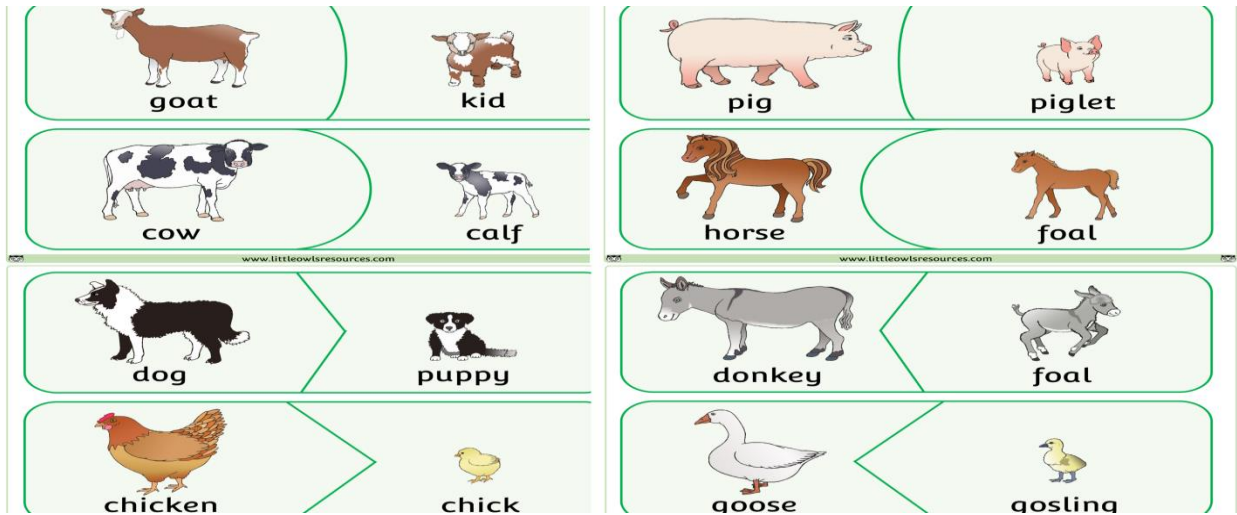 goat kid
pig piglet
cow calf
horse foal
www.littleowlsresources.com
www.littleowlsresources.com
dog puppy
donkey foal
chicken chick
goose gosling